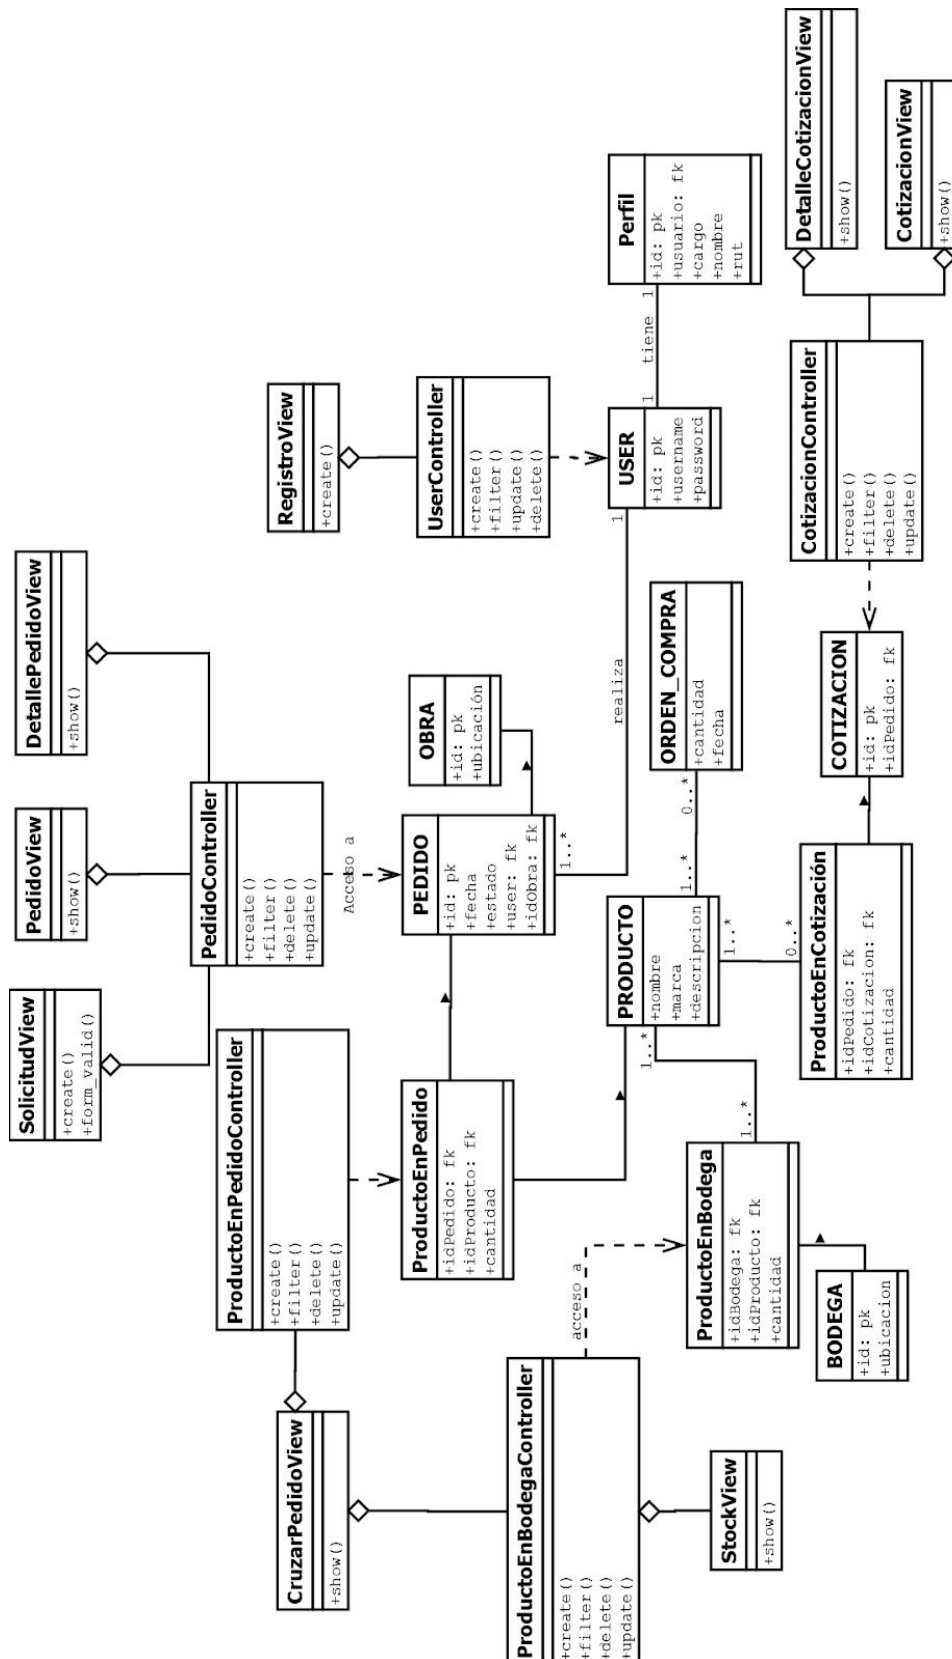 SolicitudView
+create()
+form_valid()
PedidoView
+show()
DetallePedidoView
+show()
RegistroView
+create()
CruzarPedidoView
+show()
ProductoEnPedidoController
+create()
+filter()
+delete()
+update()
PedidoController
+create()
+filter()
+delete()
+update()
Acceso a
UserController
+create()
+filter()
+update()
+delete()
ProductoEnPedido
+idPedido: fk
+idProducto: fk
+cantidad
PEDIDO
+id: pk
+fecha
+estado
+user: fk
+idObra: fk
1..*
OBRA
+id: pk
+ubicación
realiza
1
USER
+id: pk
+username
+password
1
tiene
1
Perfil
+id: pk
+usuario: fk
+cargo
+nombre
+rut
ProductoEnBodegaController
+create()
+filter()
+delete()
+update()
acceso a
PRODUCTO
+nombre
+marca
+descripcion
1..*
1..*
1..*
0..*
ORDEN_COMPRA
+cantidad
+fecha
ProductoEnBodega
+idBodega: fk
+idProducto: fk
+cantidad
1..*
0..*
StockView
+show()
BODEGA
+id: pk
+ubicacion
ProductoEnCotización
+idPedido: fk
+idCotizacion: fk
+cantidad
COTIZACION
+id: pk
+idPedido: fk
CotizacionController
+create()
+filter()
+delete()
+update()
DetalleCotizacionView
+show()
CotizacionView
+show()